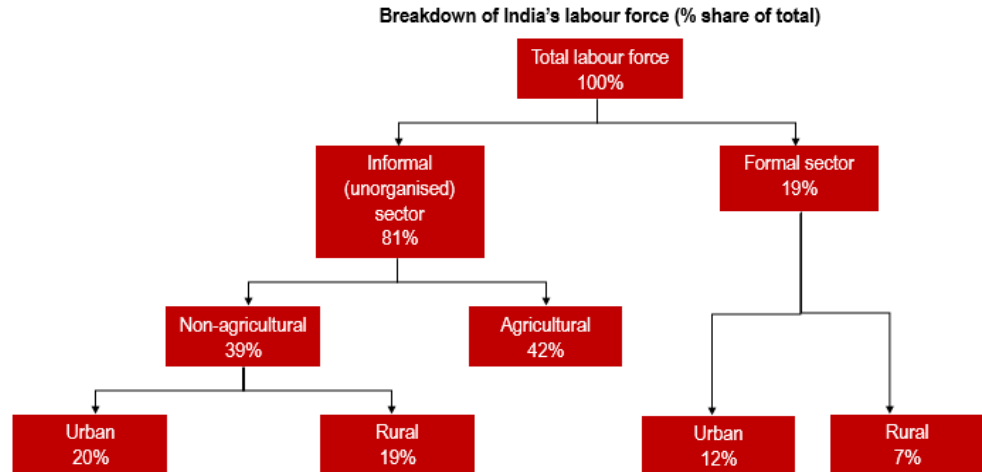 Breakdown of India's labour force (% share of total)
Total labour force
100%
Informal
(unorganised)
sector
81%
Formal sector
19%
Non-agricultural
39%
Agricultural
42%
Urban
20%
Rural
19%
Urban
12%
Rural
7%